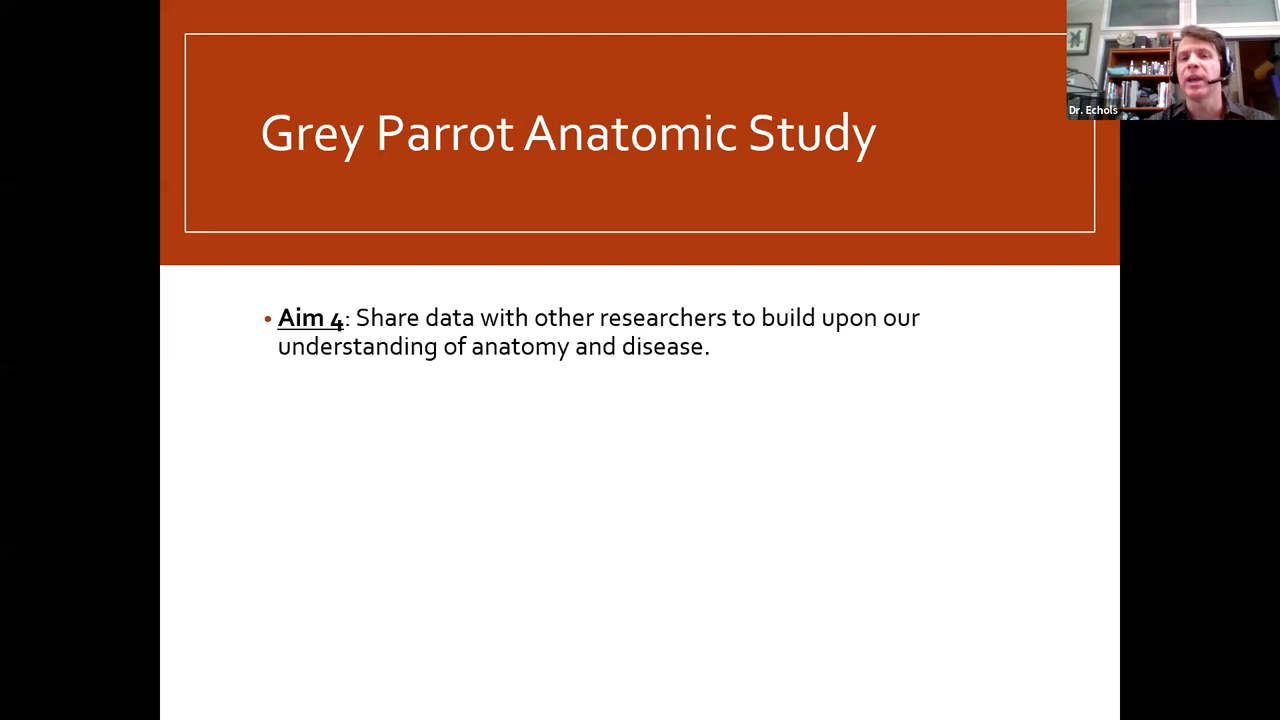 Grey Parrot Anatomic Study
Dr. Echols
• Aim 4: Share data with other researchers to build upon our
understanding of anatomy and disease.